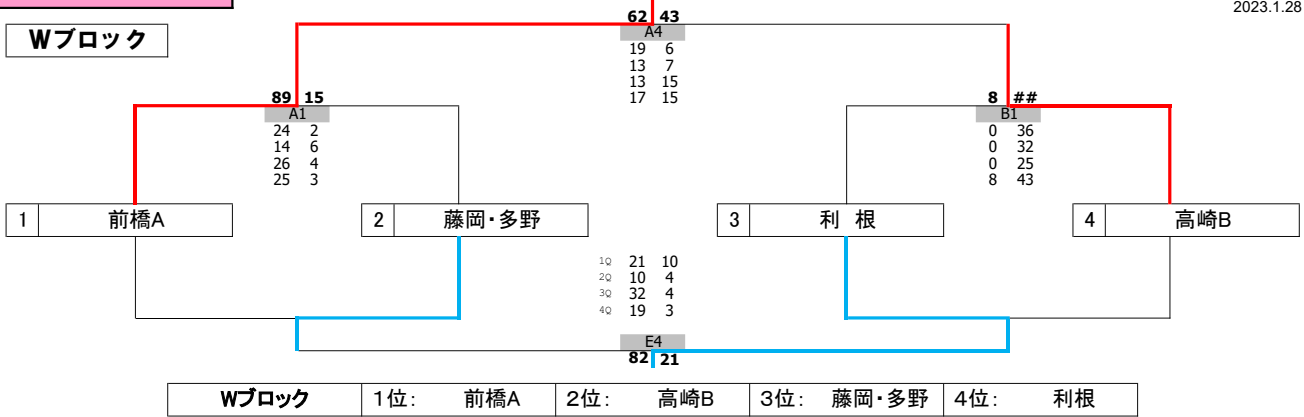 2023.1.28
Wブロック
62 43
A4
19 6
13 7
13 15
17 15
89 15
A1
24 2
14 6
26 4
25 3
8 ##
B1
0 36
0 32
0 25
8 43
1 前橋A
2 藤岡・多野
3 利 根
4 高崎B
1Q 21 10
2Q 10 4
3Q 32 4
4Q 19 3
E4
82 21
Wブロック 1位: 前橋A 2位: 高崎B 3位: 藤岡・多野 4位: 利根